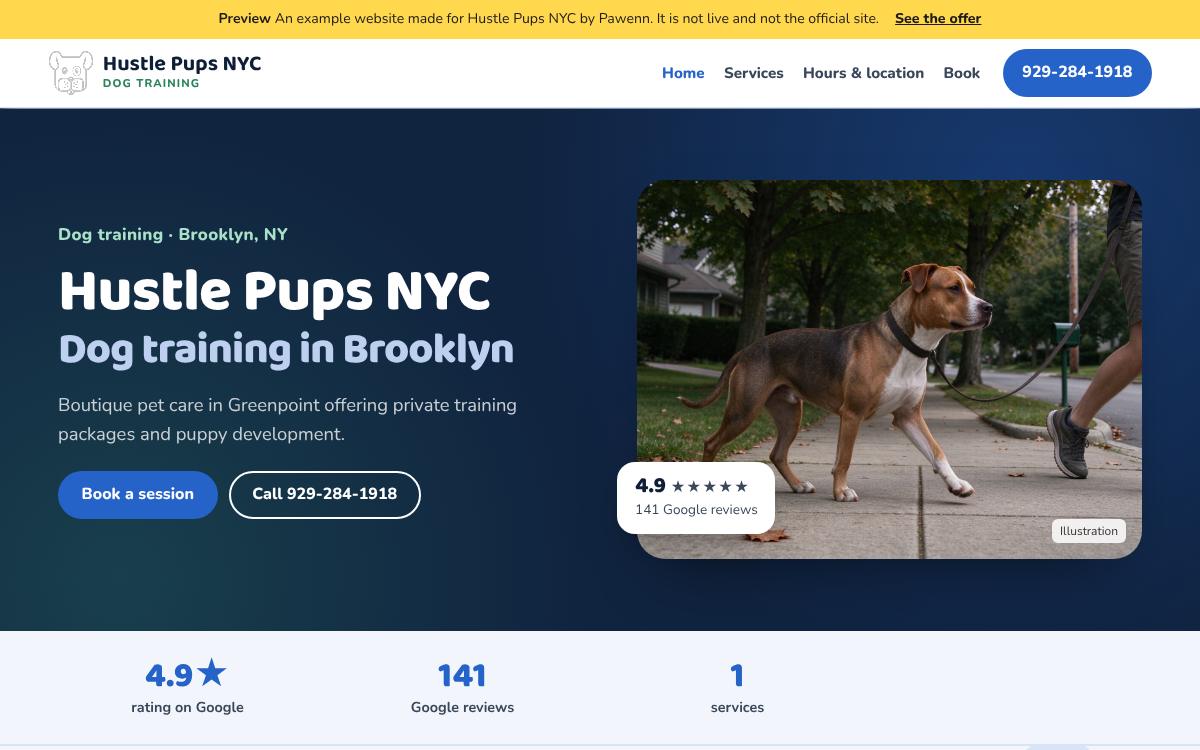 Preview An example website made for Hustle Pups NYC by Pawenn. It is not live and not the official site. See the offer
Hustle Pups NYC
DOG TRAINING
Home Services Hours & location Book 929-284-1918
Dog training · Brooklyn, NY
Hustle Pups NYC
Dog training in Brooklyn
Boutique pet care in Greenpoint offering private training
packages and puppy development.
Book a session Call 929-284-1918
4.9 ★★★★★
141 Google reviews
Illustration
4.9★
rating on Google
141
Google reviews
1
services